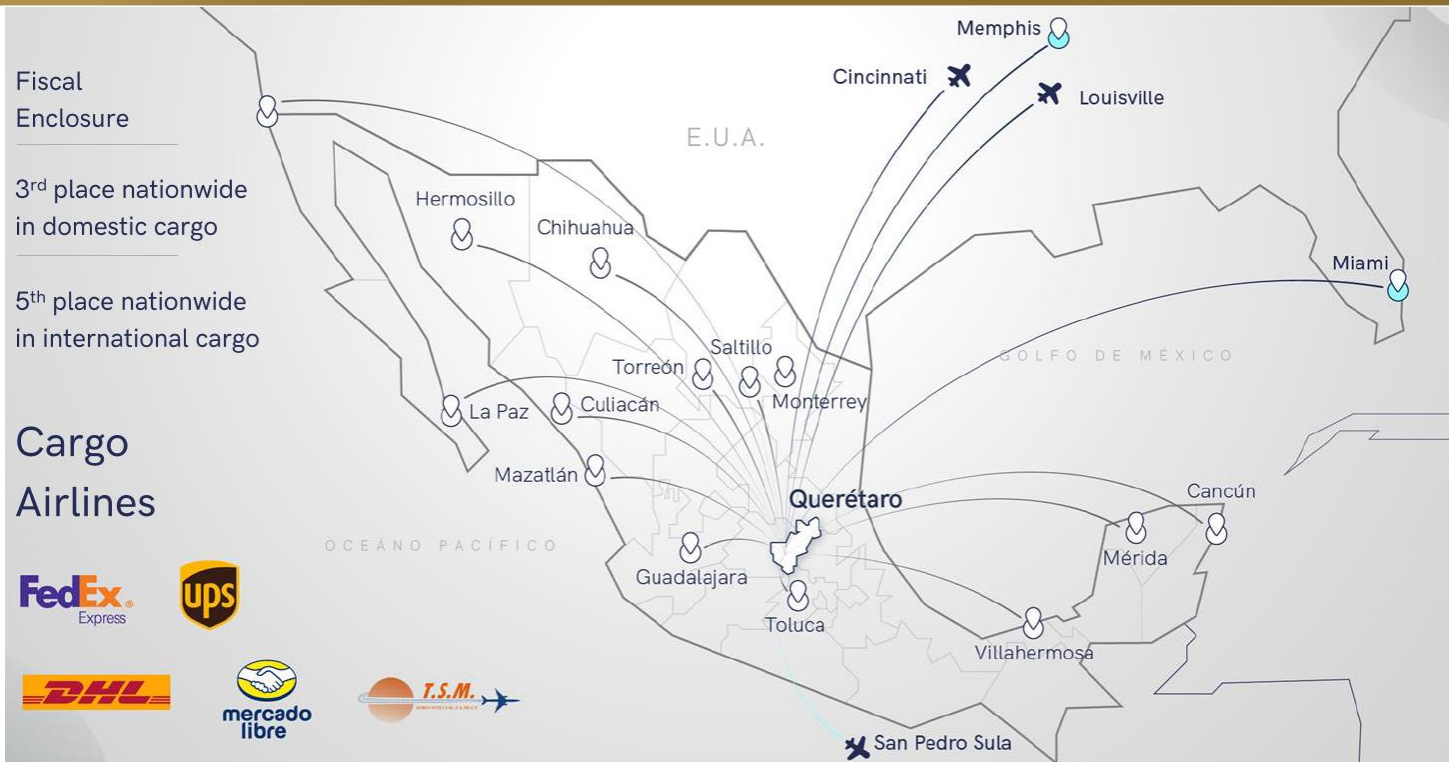 Fiscal
Enclosure
3rd place nationwide
in domestic cargo
5th place nationwide
in international cargo
Cargo
Airlines
FedEx®
Express
ups
DHL
mercado
libre
T.S.M.
Memphis
Cincinnati
Louisville
E.U.A.
Hermosillo
Chihuahua
Miami
Saltillo
Torreón
GOLFO DE MÉXICO
Monterrey
La Paz
Culiacán
Mazatlán
Querétaro
Cancún
OCEÁNO PACÍFICO
Mérida
Guadalajara
Toluca
Villahermosa
San Pedro Sula